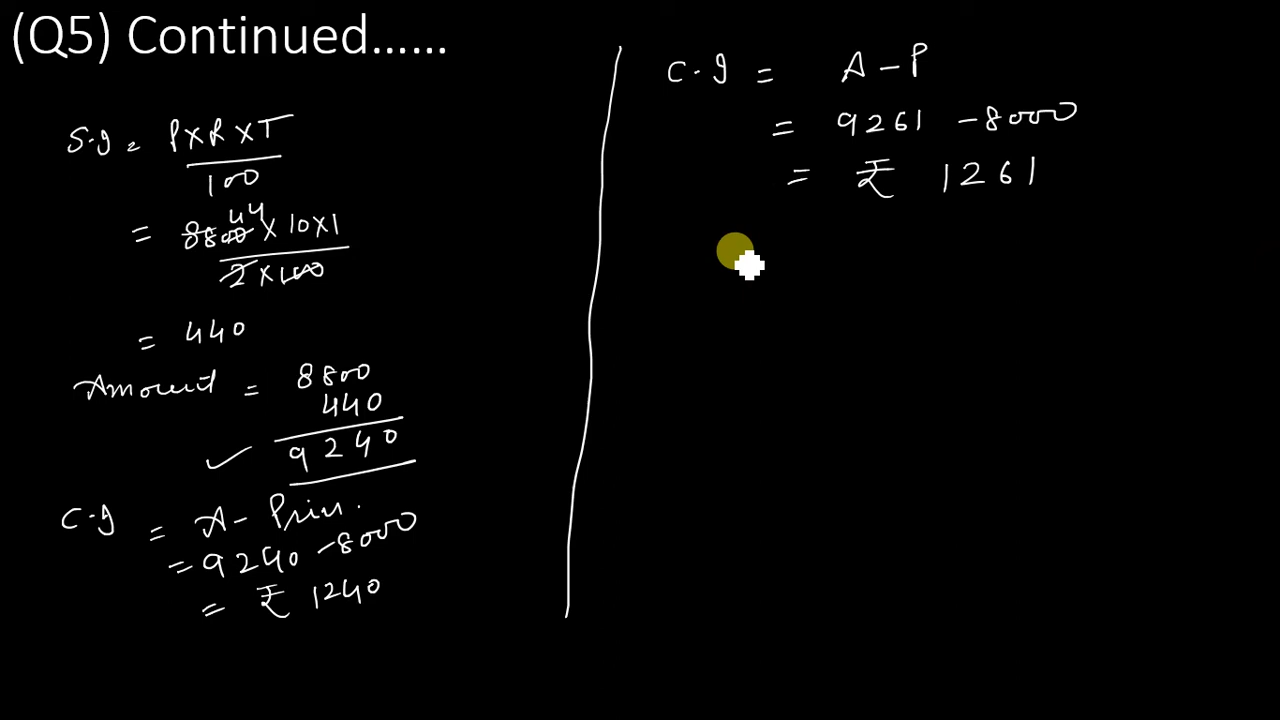 (Q5) Continued......
S.I = P × R × T
100
= 8800 44 × 10 × 1
2 × 100
= 440
Amount = 8800
440
✓ 9240
C.I = A - Prin.
= 9240 - 8000
= ₹ 1240
C.I = A - P
= 9261 - 8000
= ₹ 1261